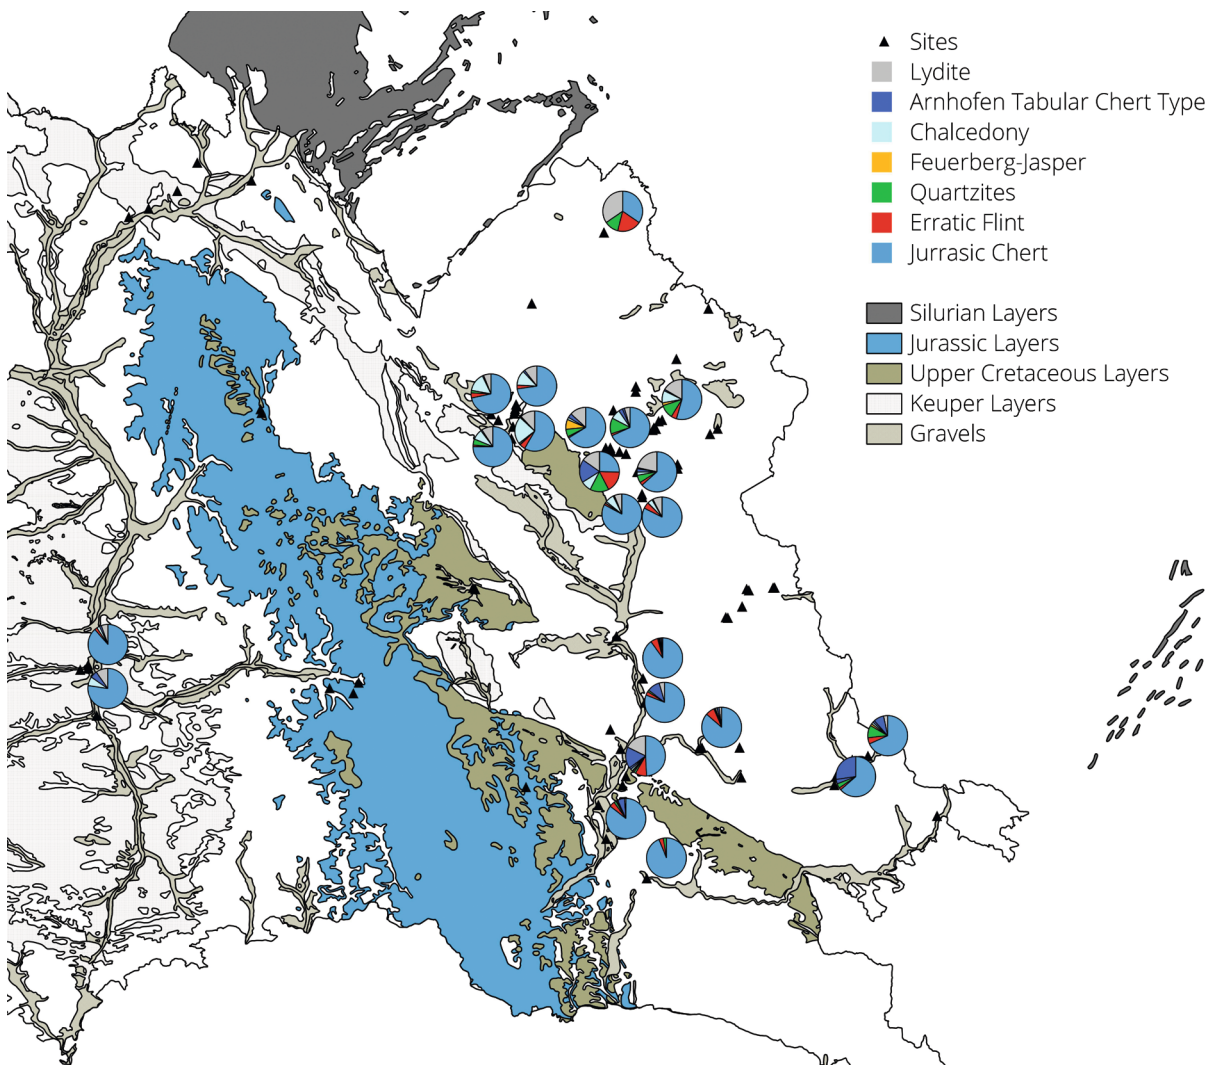 Sites
Lydite
Arnhofen Tabular Chert Type
Chalcedony
Feuerberg-Jasper
Quartzites
Erratic Flint
Jurrasic Chert
Silurian Layers
Jurassic Layers
Upper Cretaceous Layers
Keuper Layers
Gravels